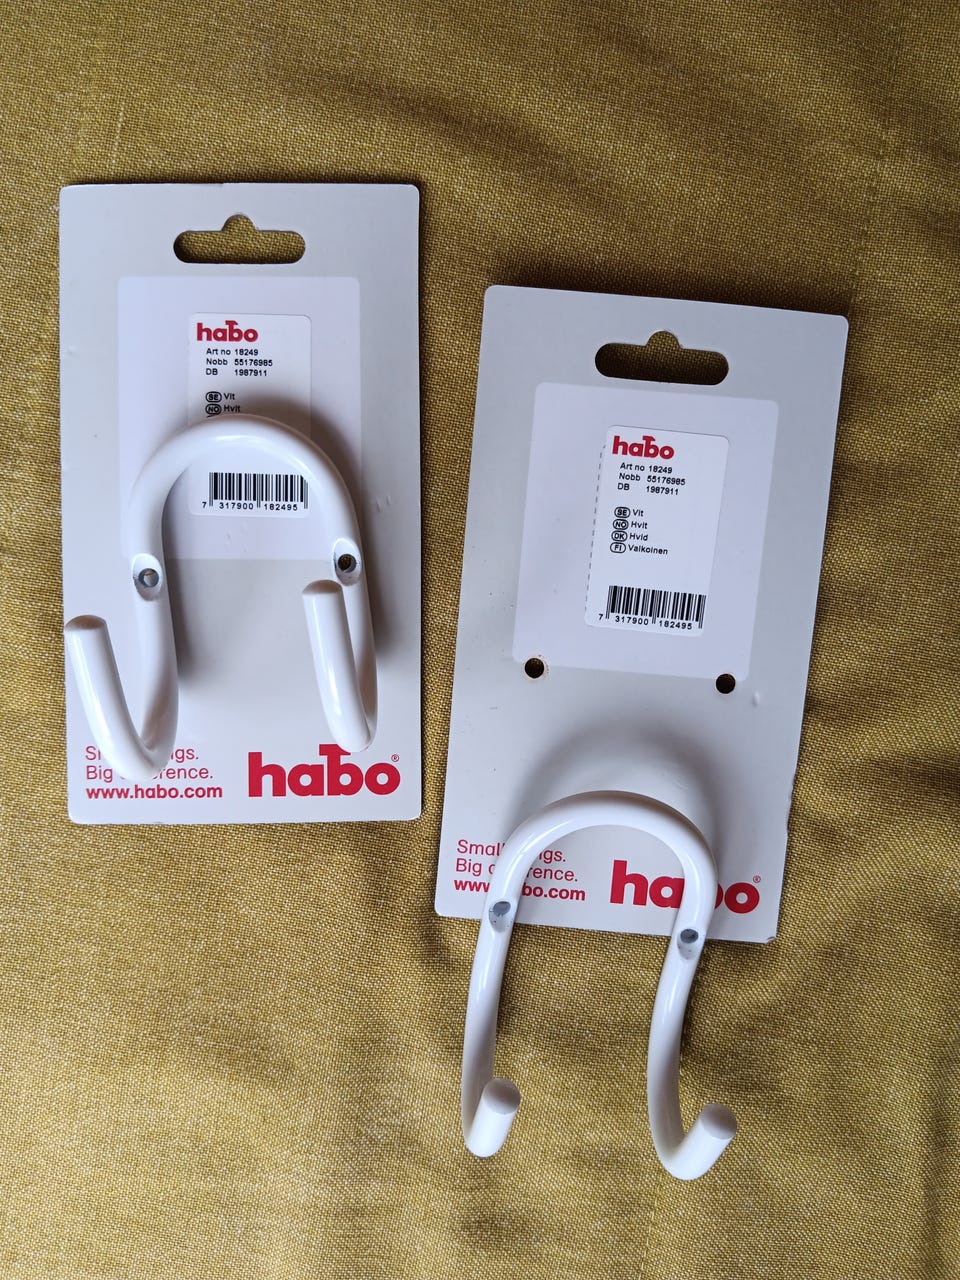 habo
Art no 18249
Nobb 55176985
DB 1987911
SE Vit
NO Hvit
7 317900 182495
Big
www.habo.com
habo®
habo
Art no 18249
Nobb 55176985
DB 1987911
SE Vit
NO Hvit
DK Hvid
FI Valkoinen
7 317900 182495
Big
habo®